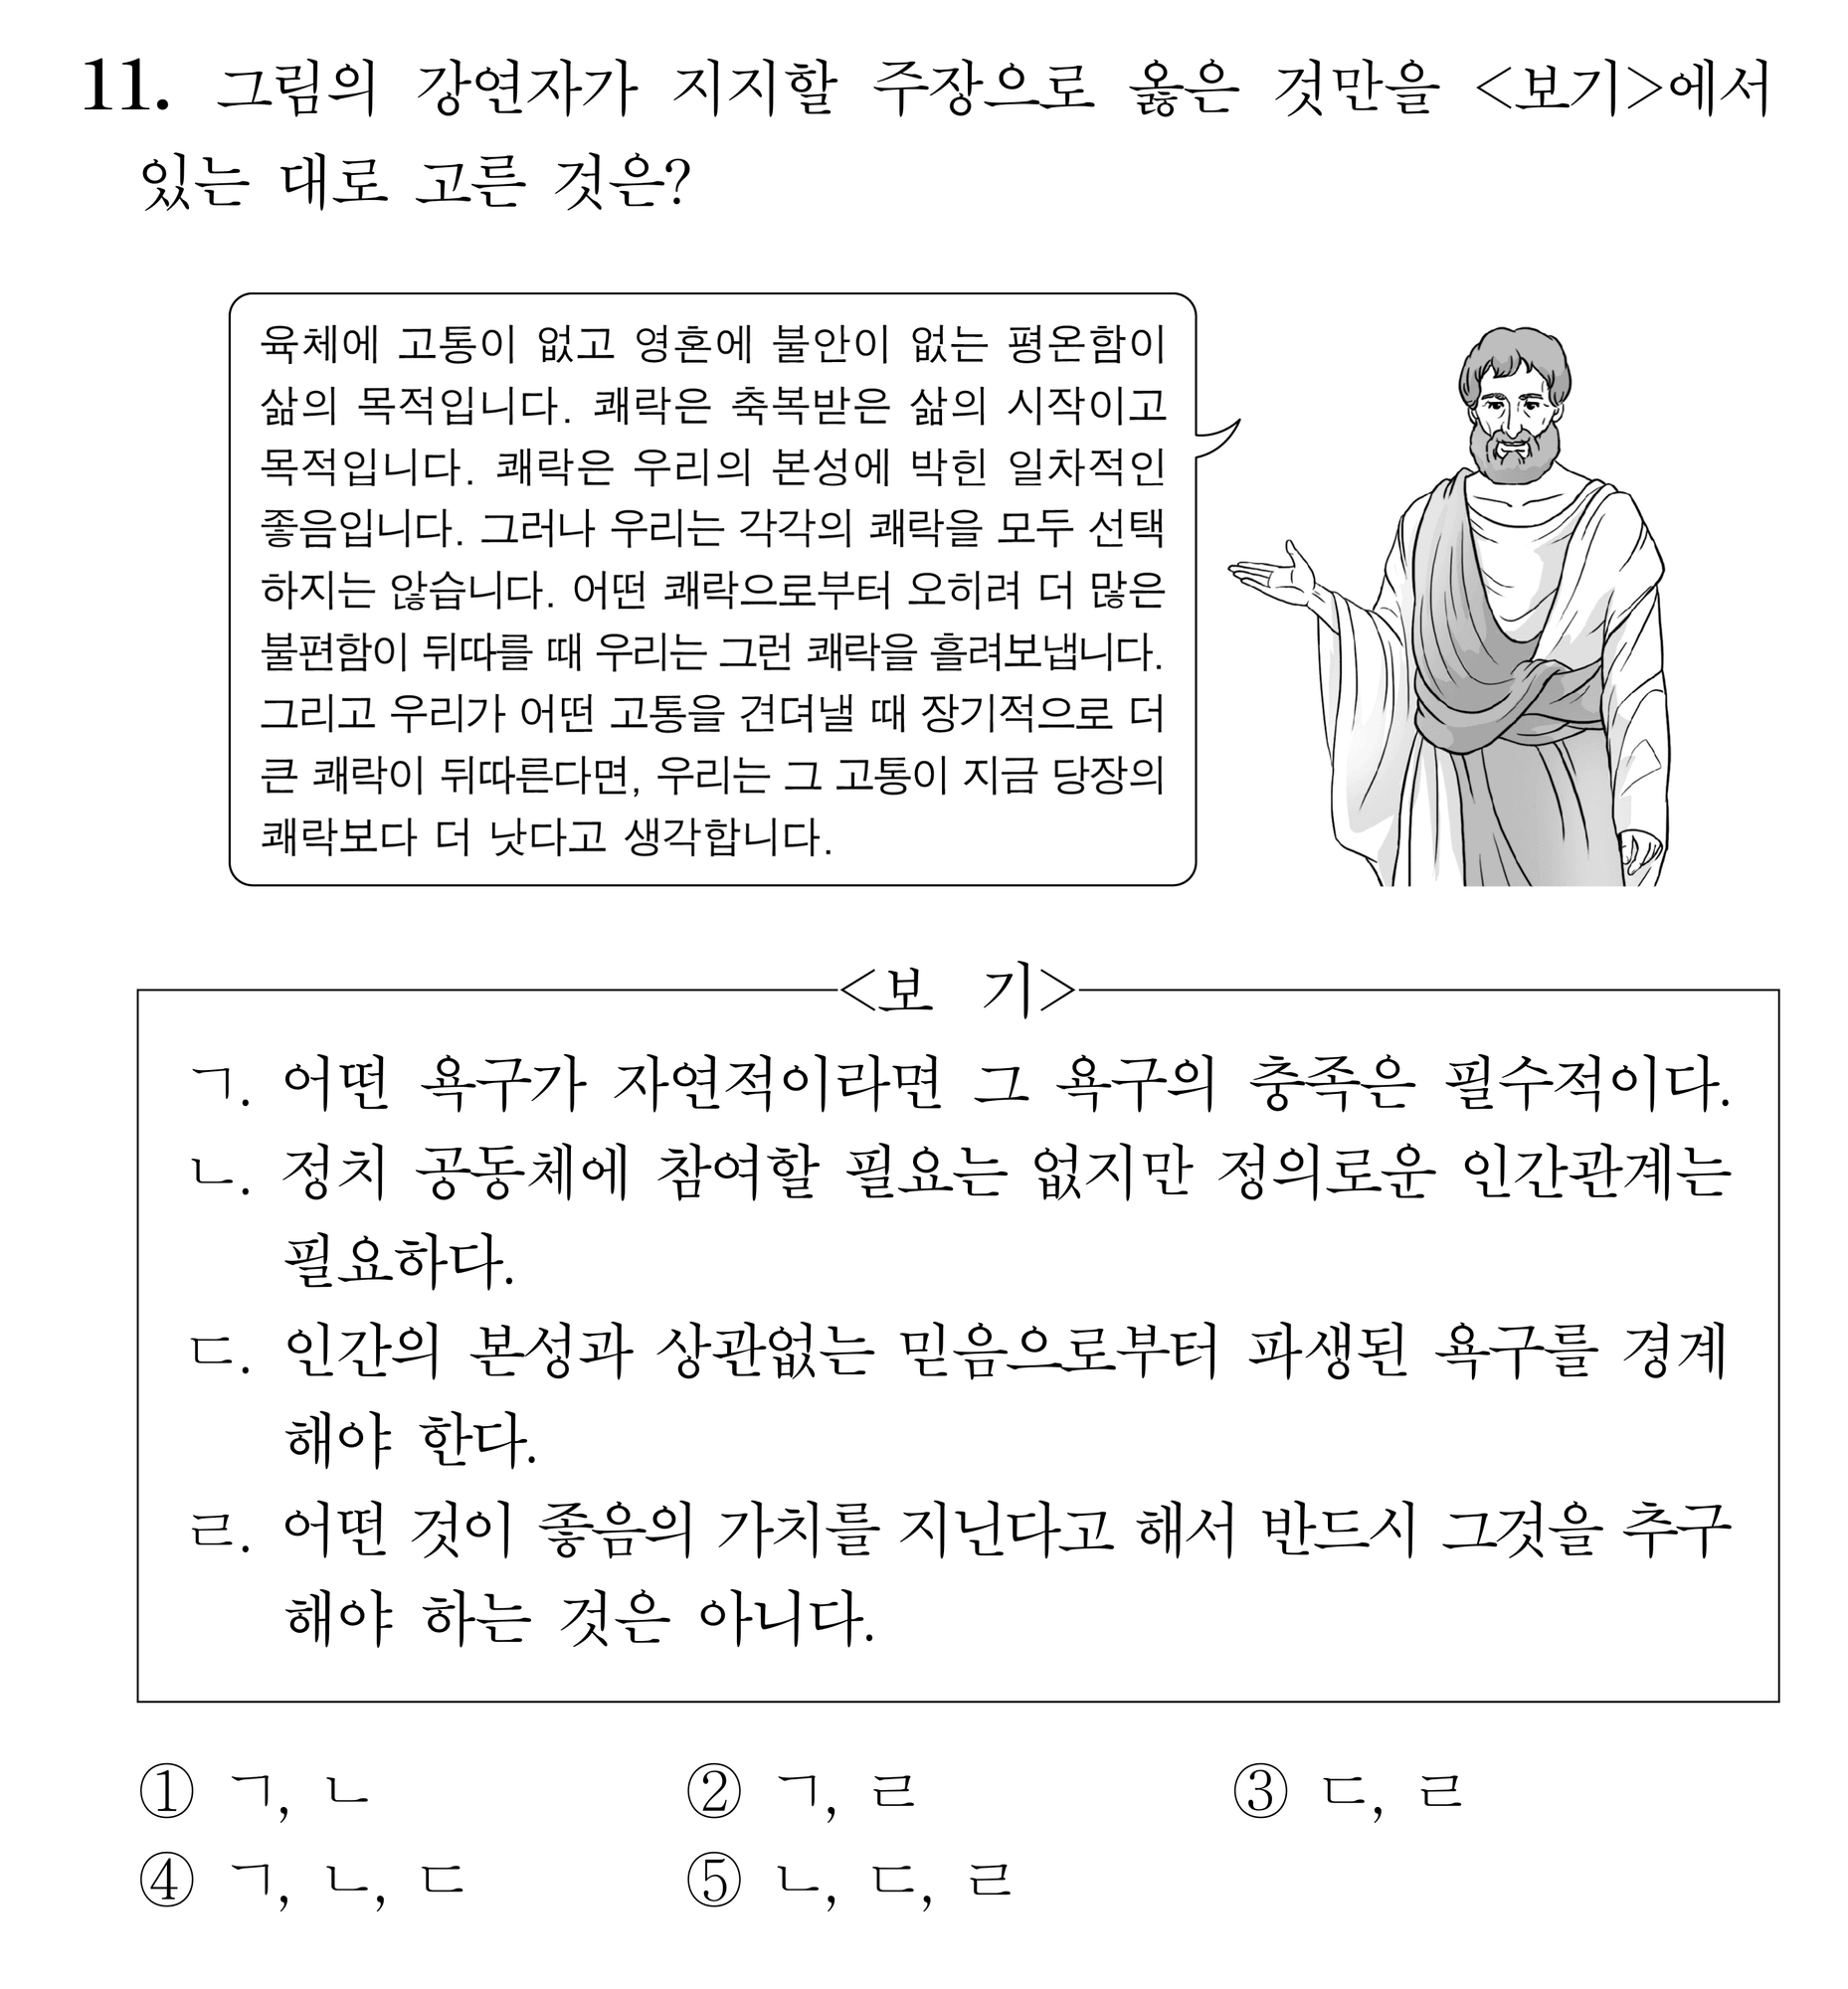 11. 그림의 강연자가 지지할 주장으로 옳은 것만을 <보기>에서
있는 대로 고른 것은?
육체에 고통이 없고 영혼에 불안이 없는 평온함이
삶의 목적입니다. 쾌락은 축복받은 삶의 시작이고
목적입니다. 쾌락은 우리의 본성에 박힌 일차적인
좋음입니다. 그러나 우리는 각각의 쾌락을 모두 선택
하지는 않습니다. 어떤 쾌락으로부터 오히려 더 많은
불편함이 뒤따를 때 우리는 그런 쾌락을 흘려보냅니다.
그리고 우리가 어떤 고통을 견뎌낼 때 장기적으로 더
큰 쾌락이 뒤따른다면, 우리는 그 고통이 지금 당장의
쾌락보다 더 낫다고 생각합니다.
<보 기>
ㄱ. 어떤 욕구가 자연적이라면 그 욕구의 충족은 필수적이다.
ㄴ. 정치 공동체에 참여할 필요는 없지만 정의로운 인간관계는
필요하다.
ㄷ. 인간의 본성과 상관없는 믿음으로부터 파생된 욕구를 경계
해야 한다.
ㄹ. 어떤 것이 좋음의 가치를 지닌다고 해서 반드시 그것을 추구
해야 하는 것은 아니다.
① ㄱ, ㄴ ② ㄱ, ㄹ ③ ㄷ, ㄹ
④ ㄱ, ㄴ, ㄷ ⑤ ㄴ, ㄷ, ㄹ